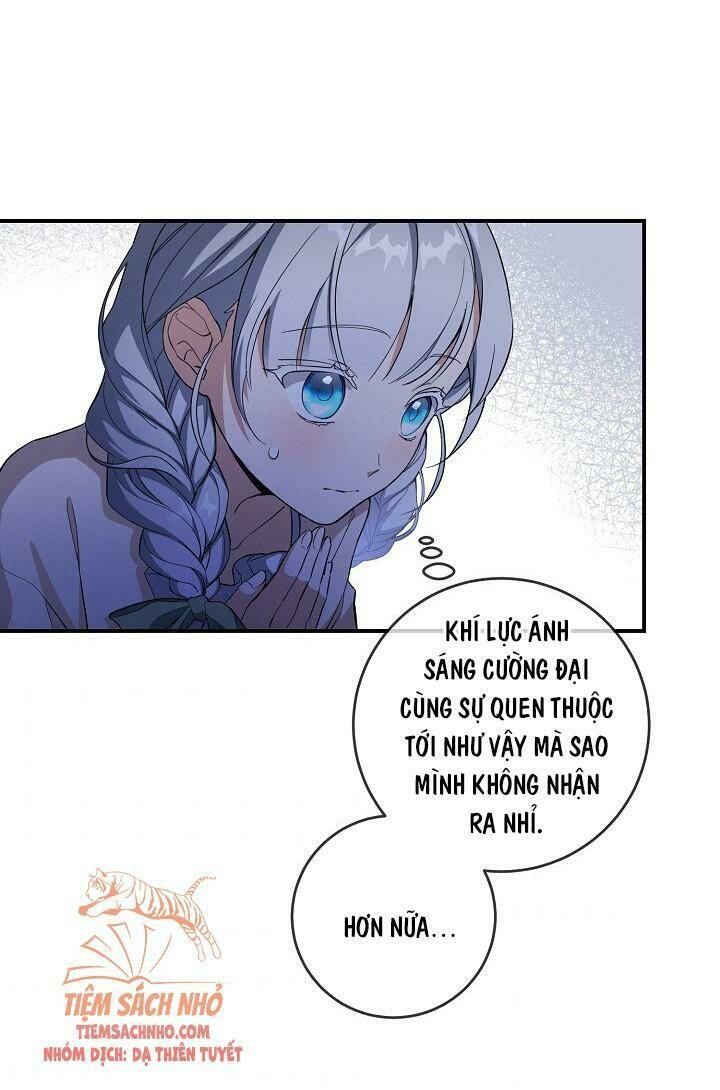 KHÍ LỰC ÁNH
SÁNG CƯỜNG ĐẠI
CÙNG SỰ QUEN THUỘC
TỚI NHƯ VẬY MÀ SAO
MÌNH KHÔNG NHẬN
RA NHỈ.
HƠN NỮA...
TIỆM SÁCH NHỎ
TIEMSACHNHO.COM
NHÓM DỊCH: DẠ THIÊN TUYẾT